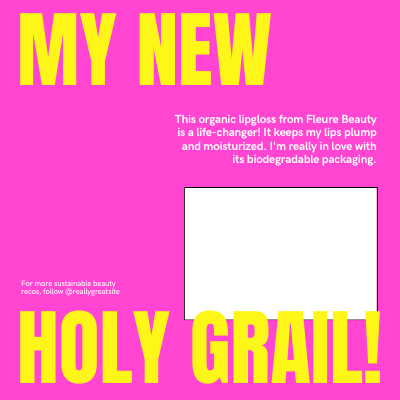 MY NEW
This organic lipgloss from Fleure Beauty
is a life-changer! It keeps my lips plump
and moisturized. I'm really in love with
its biodegradable packaging.
For more sustainable beauty
recos, follow @reallygreatsite
HOLY GRAIL!